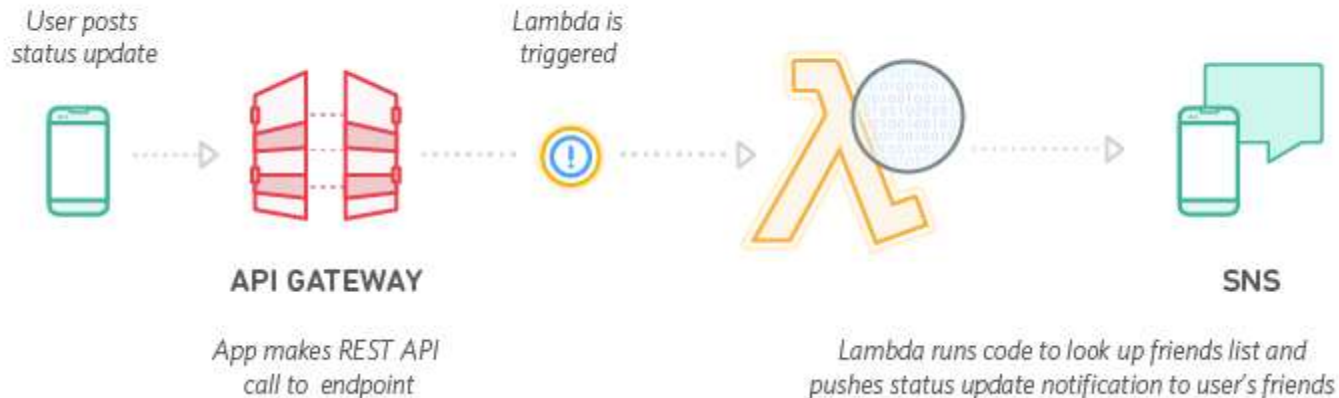 User posts
status update
Lambda is
triggered
API GATEWAY
SNS
App makes REST API
call to endpoint
Lambda runs code to look up friends list and
pushes status update notification to user's friends